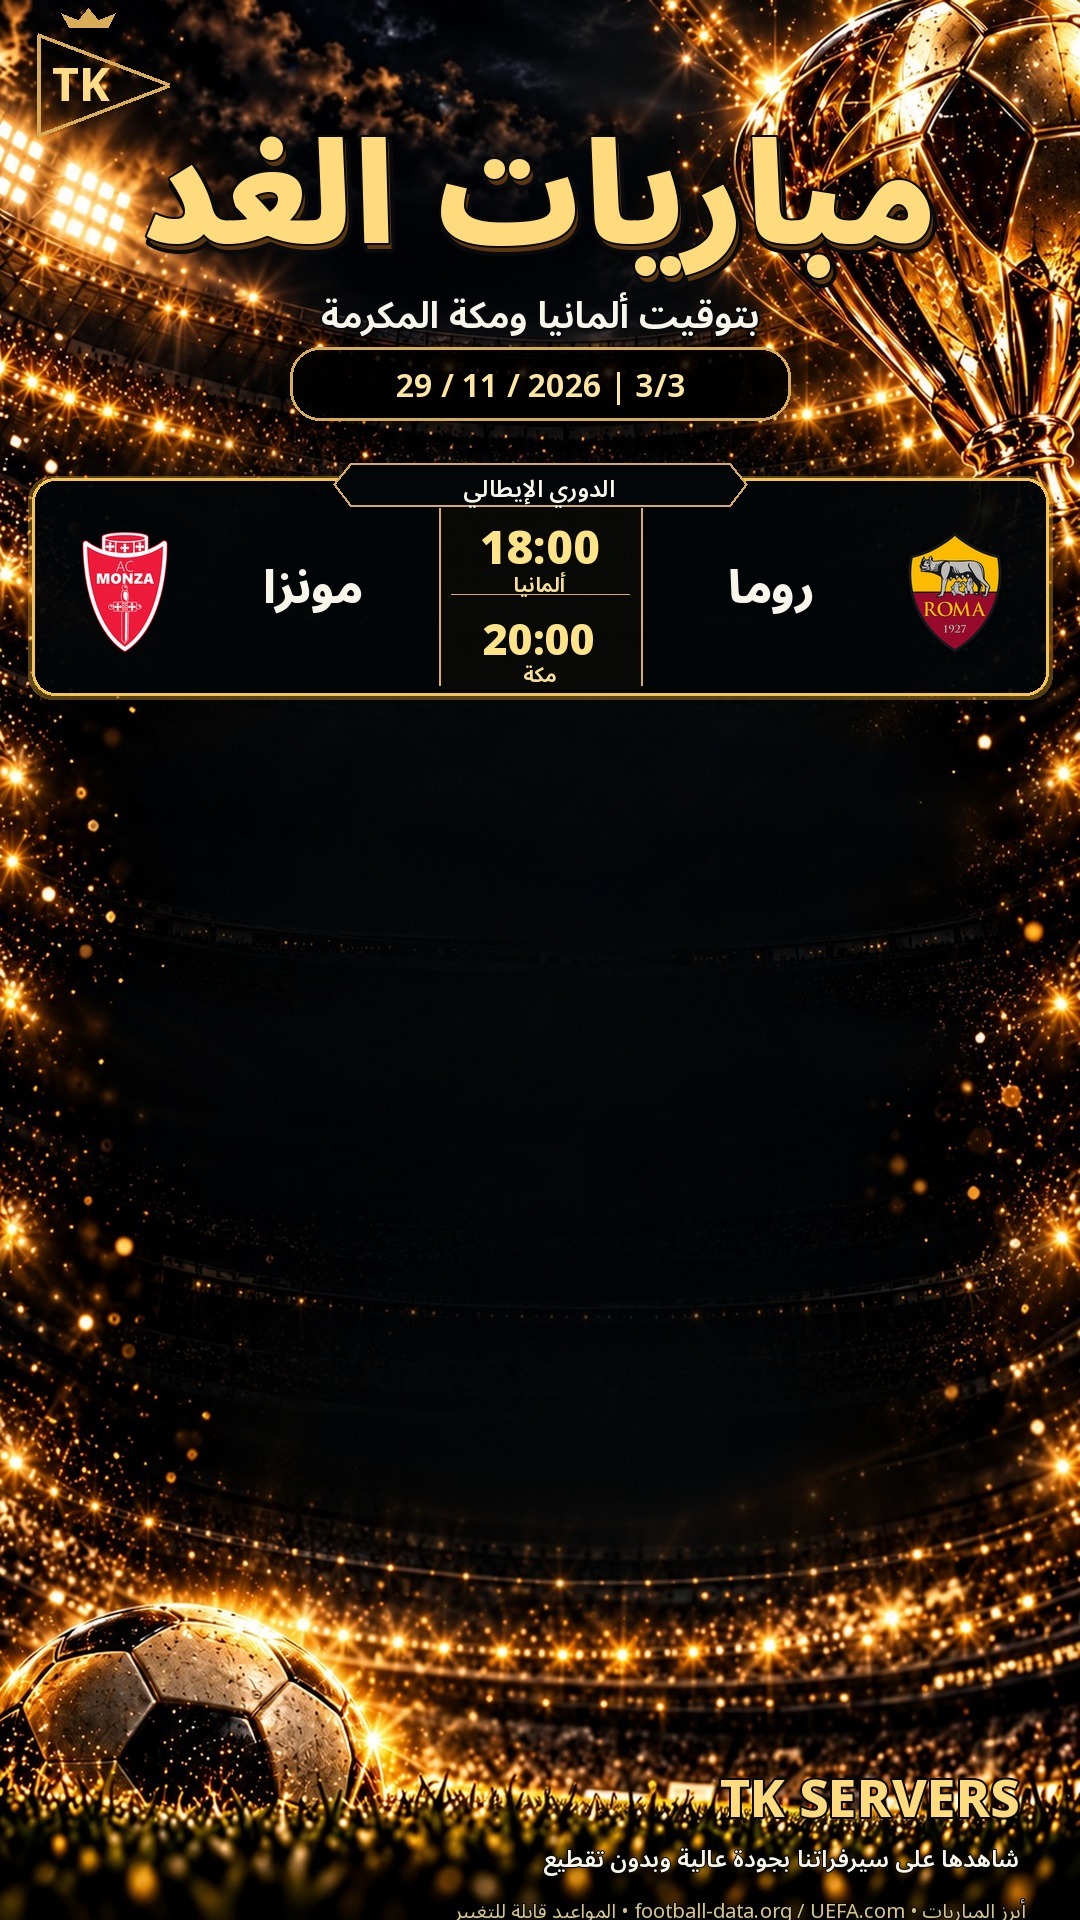 TK
مباريات الغد
بتوقيت ألمانيا ومكة المكرمة
29 / 11 / 2026 | 3/3
الدوري الإيطالي
روما
18:00
ألمانيا
20:00
مكة
مونزا
AC
MONZA
ROMA
1927
TK SERVERS
شاهدها على سيرفراتنا بجودة عالية وبدون تقطيع
أبرز المباريات • football-data.org / UEFA.com • المواعيد قابلة للتغيير